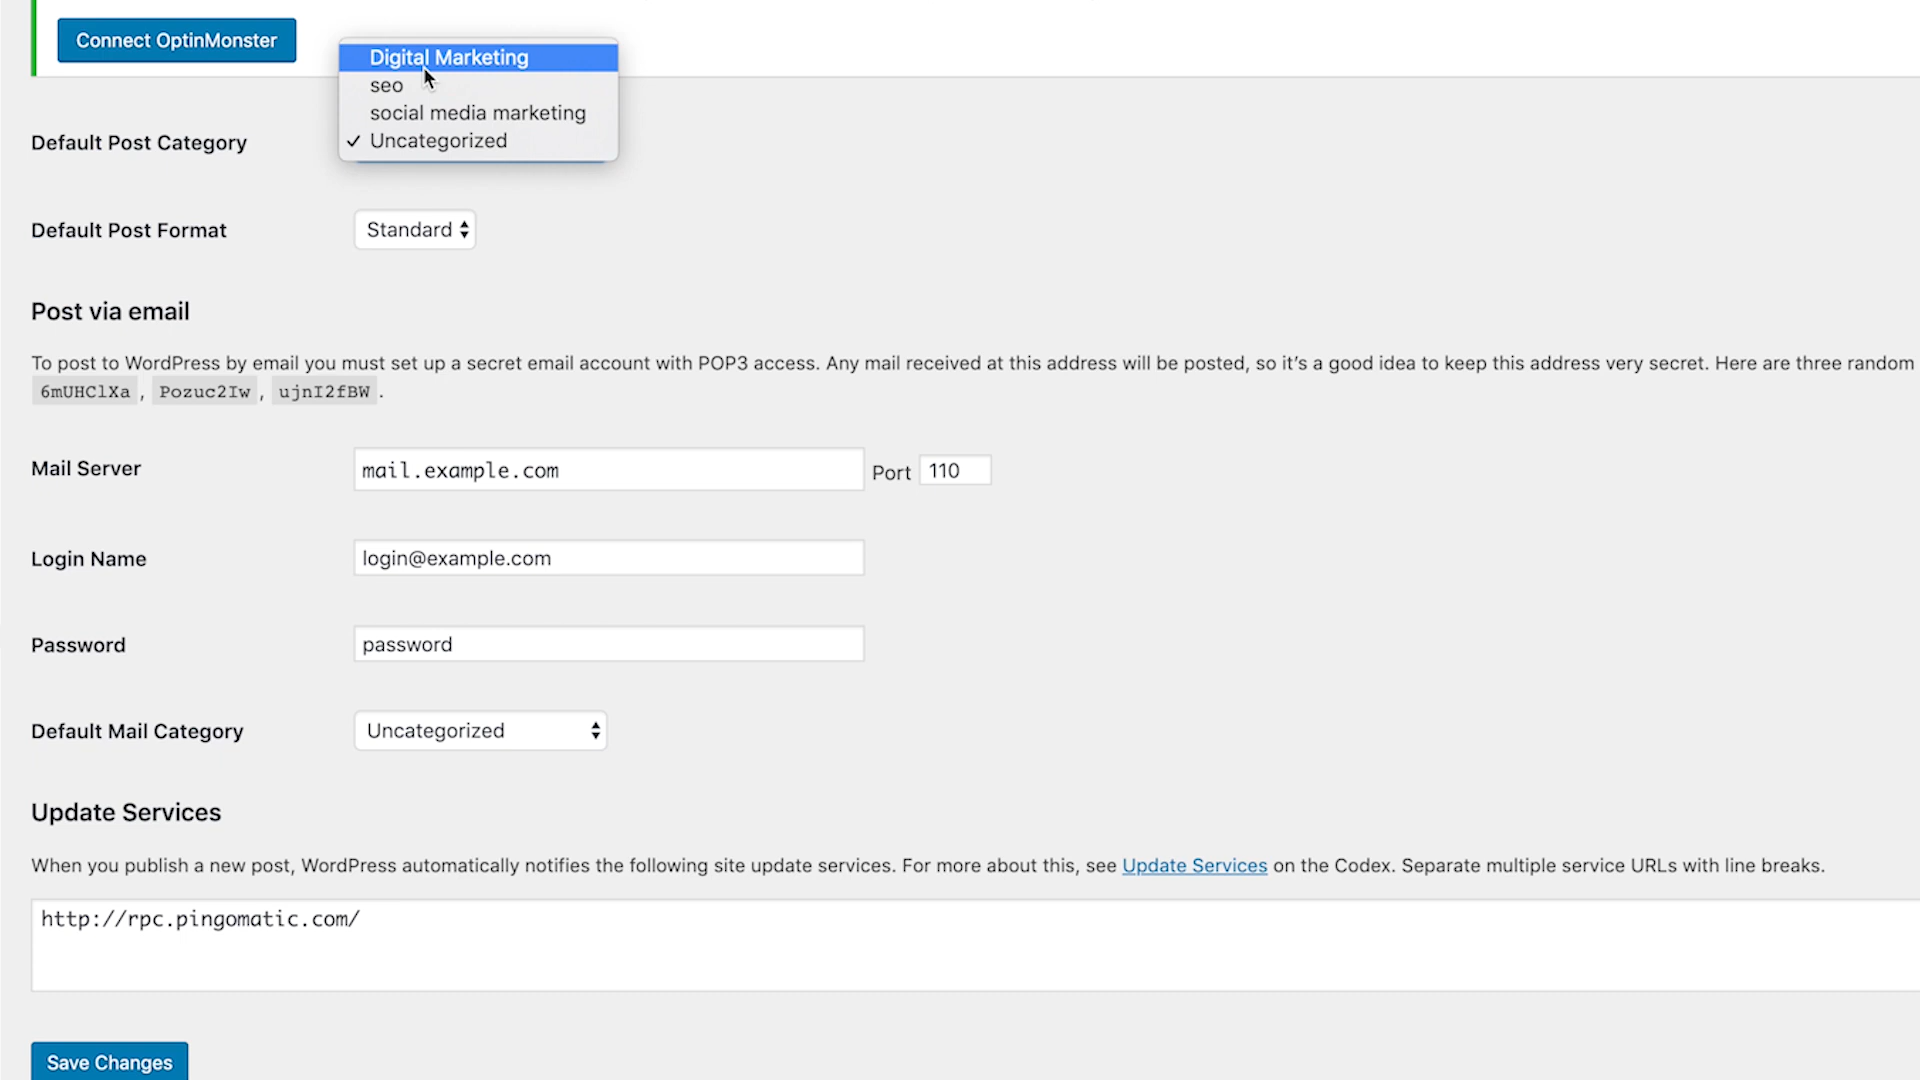 Connect OptinMonster
Digital Marketing
seo
social media marketing
✓ Uncategorized
Default Post Category
Default Post Format
Standard
Post via email
To post to WordPress by email you must set up a secret email account with POP3 access. Any mail received at this address will be posted, so it's a good idea to keep this address very secret. Here are three random
6mUHClXa , Pozuc2Iw , ujnI2fBW .
Mail Server
mail.example.com
Port 110
Login Name
login@example.com
Password
password
Default Mail Category
Uncategorized
Update Services
When you publish a new post, WordPress automatically notifies the following site update services. For more about this, see Update Services on the Codex. Separate multiple service URLs with line breaks.
http://rpc.pingomatic.com/
Save Changes